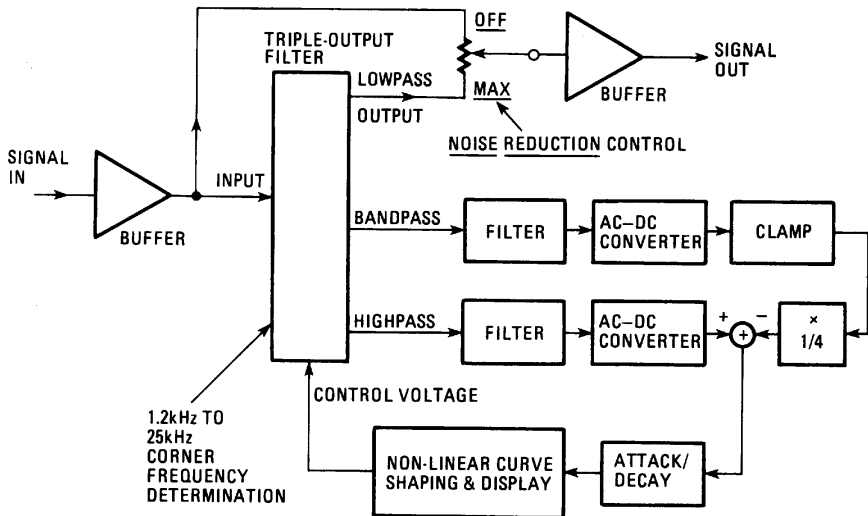 OFF
TRIPLE-OUTPUT
FILTER
LOWPASS
OUTPUT
MAX
SIGNAL
OUT
BUFFER
NOISE REDUCTION CONTROL
SIGNAL
IN
INPUT
BUFFER
BANDPASS
FILTER
AC–DC
CONVERTER
CLAMP
HIGHPASS
FILTER
AC–DC
CONVERTER
+
+
–
×
1/4
CONTROL VOLTAGE
1.2kHz TO
25kHz
CORNER
FREQUENCY
DETERMINATION
NON-LINEAR CURVE
SHAPING & DISPLAY
ATTACK/
DECAY